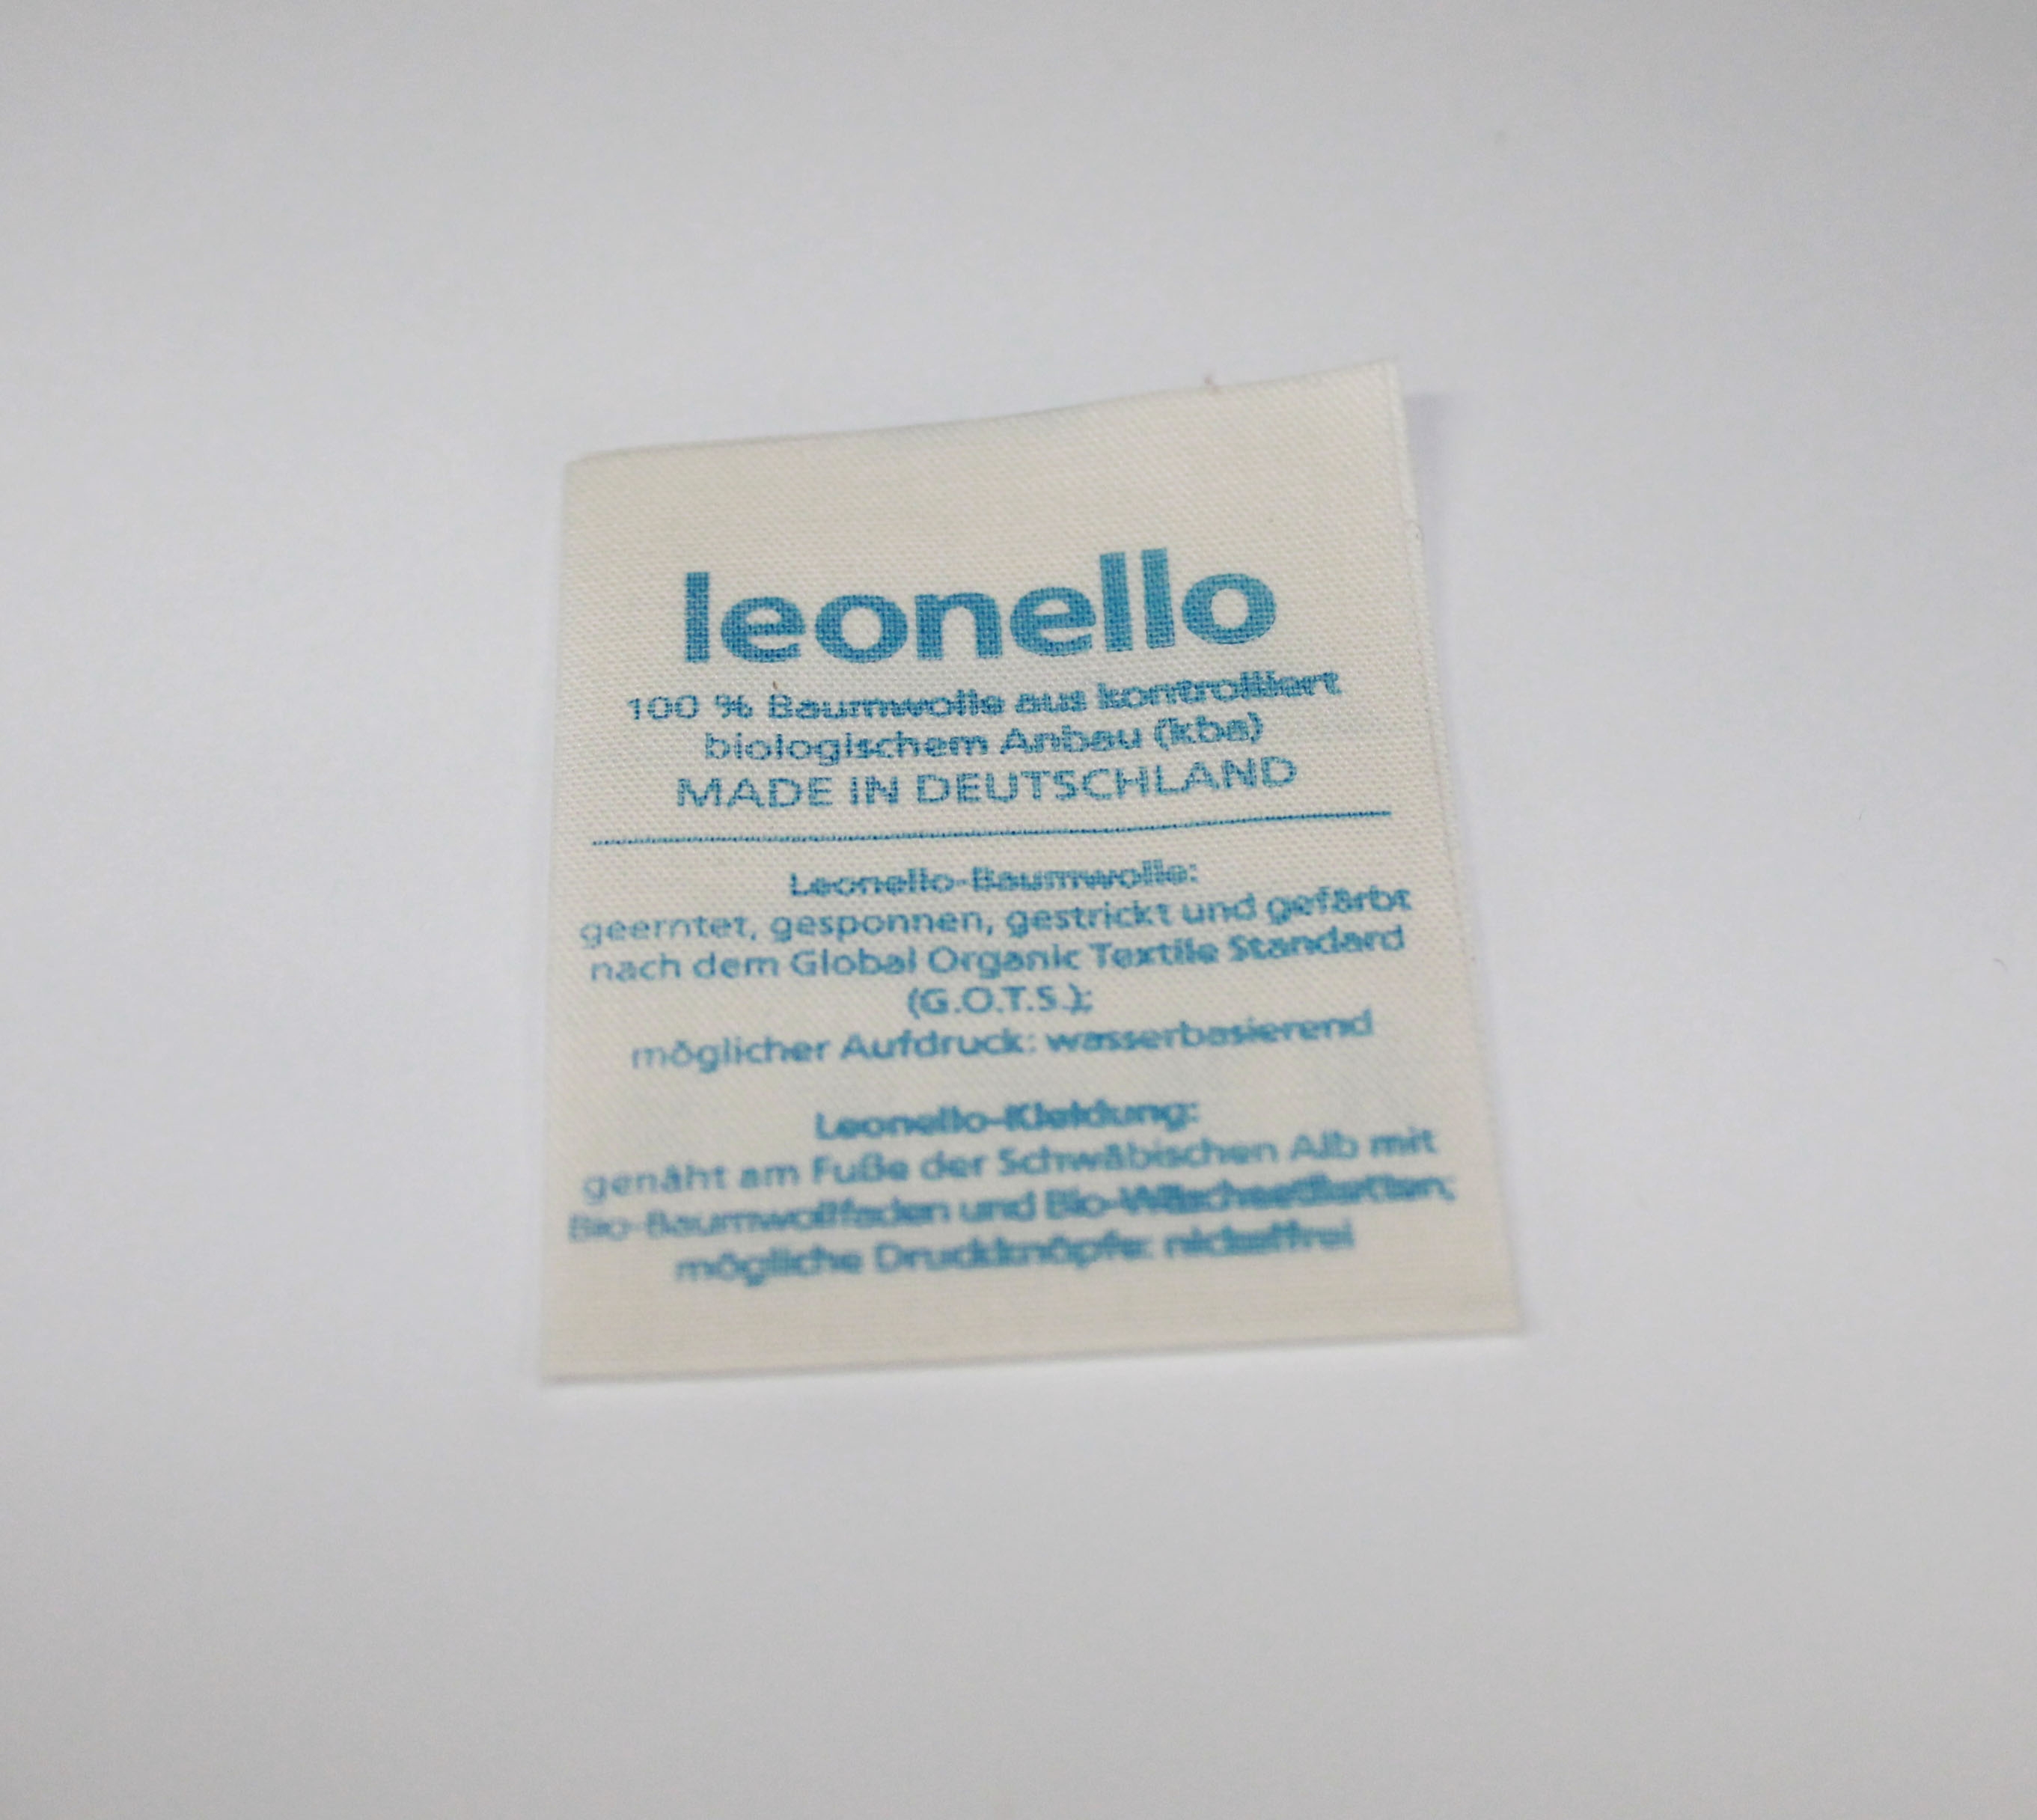 leonello
100 % Baumwolle aus kontrolliert
biologischem Anbau (kba)
MADE IN DEUTSCHLAND
Leonello-Baumwolle:
geerntet, gesponnen, gestrickt und gefärbt
nach dem Global Organic Textile Standard
(G.O.T.S.);
möglicher Aufdruck: wasserbasierend
Leonello-Kleidung:
genäht am Fuße der Schwäbischen Alb mit
Bio-Baumwollfaden und Bio-Wäscheetiketten;
mögliche Druckknöpfe: nickelfrei